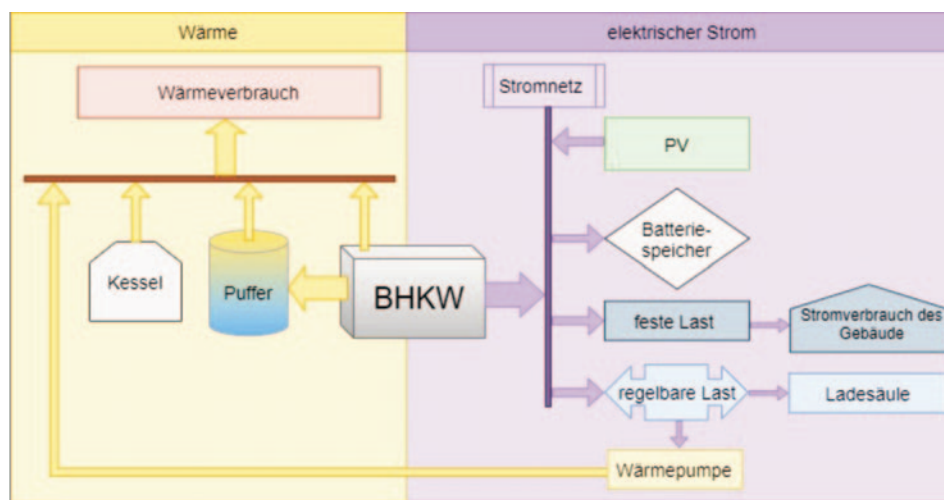 Wärme
elektrischer Strom
Wärmeverbrauch
Stromnetz
PV
Batterie-
speicher
Kessel
Puffer
BHKW
feste Last
Stromverbrauch des
Gebäude
regelbare Last
Ladesäule
Wärmepumpe